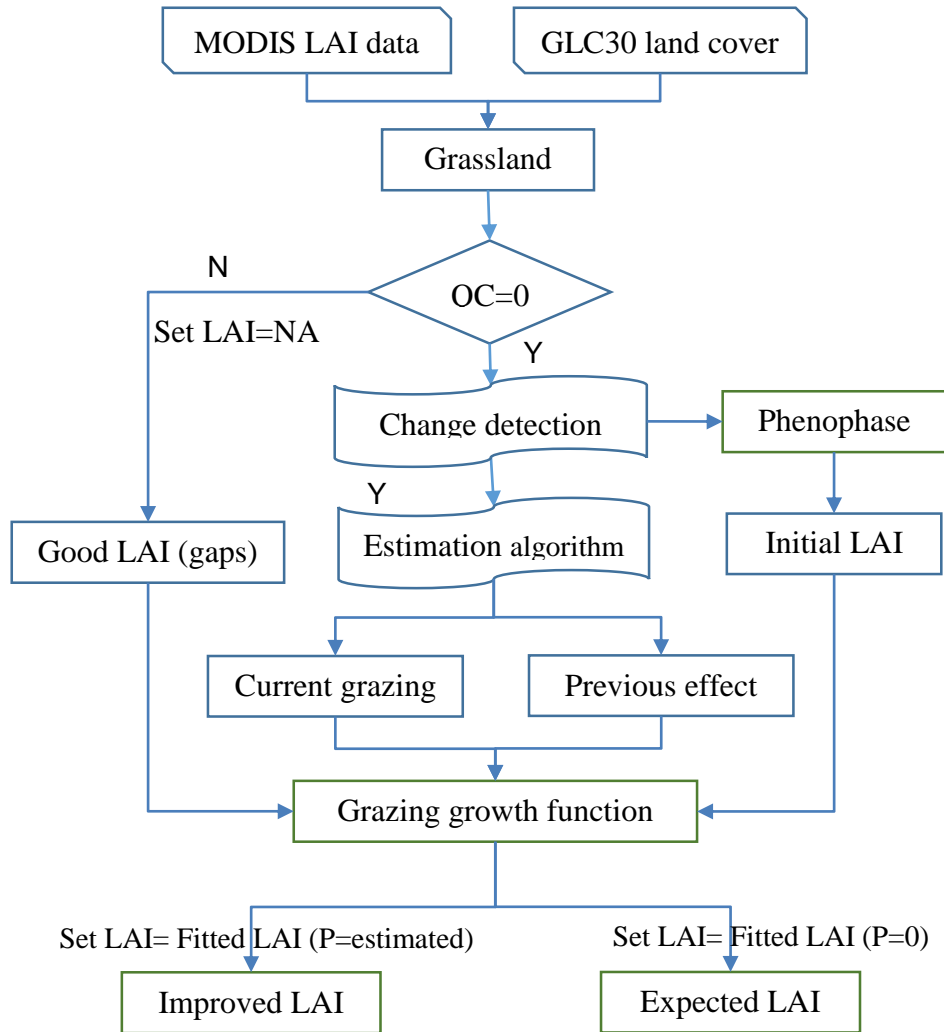 MODIS LAI data
GLC30 land cover
Grassland
N
OC=0
Set LAI=NA
Y
Change detection
Phenophase
Y
Good LAI (gaps)
Estimation algorithm
Initial LAI
Current grazing
Previous effect
Grazing growth function
Set LAI= Fitted LAI (P=estimated)
Set LAI= Fitted LAI (P=0)
Improved LAI
Expected LAI